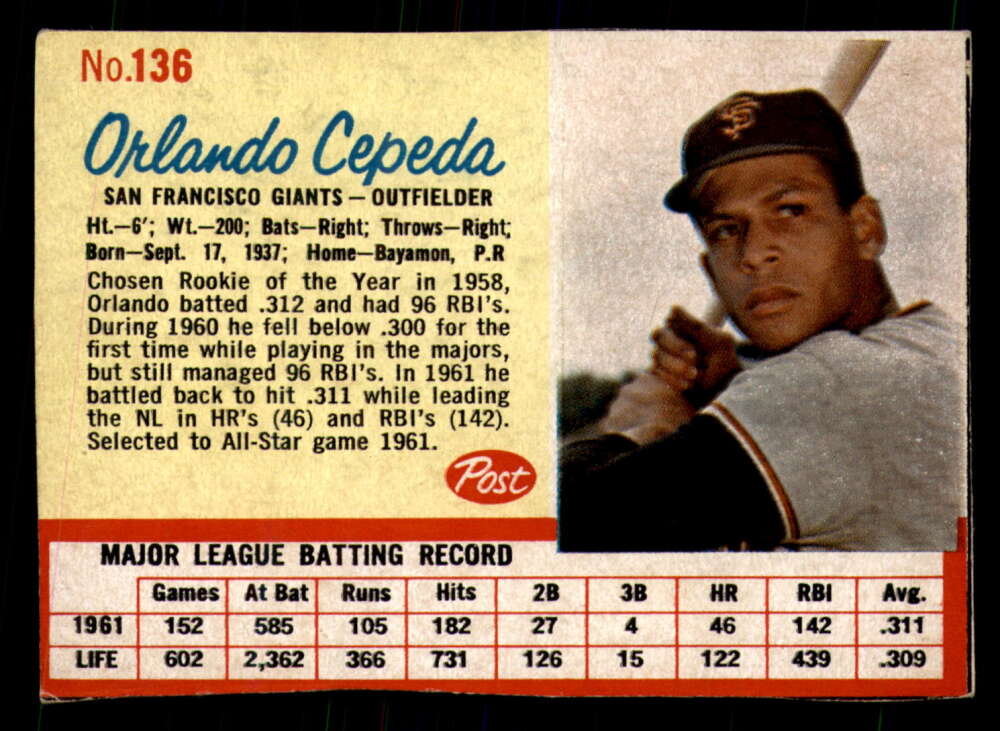 No.136
Orlando Cepeda
SAN FRANCISCO GIANTS — OUTFIELDER
Ht.—6'; Wt.—200; Bats—Right; Throws—Right;
Born—Sept. 17, 1937; Home—Bayamon, P.R
Chosen Rookie of the Year in 1958,
Orlando batted .312 and had 96 RBI's.
During 1960 he fell below .300 for the
first time while playing in the majors,
but still managed 96 RBI's. In 1961 he
battled back to hit .311 while leading
the NL in HR's (46) and RBI's (142).
Selected to All-Star game 1961.
Post
SF
MAJOR LEAGUE BATTING RECORD
Games At Bat Runs Hits 2B 3B HR RBI Avg.
1961 152 585 105 182 27 4 46 142 .311
LIFE 602 2,362 366 731 126 15 122 439 .309